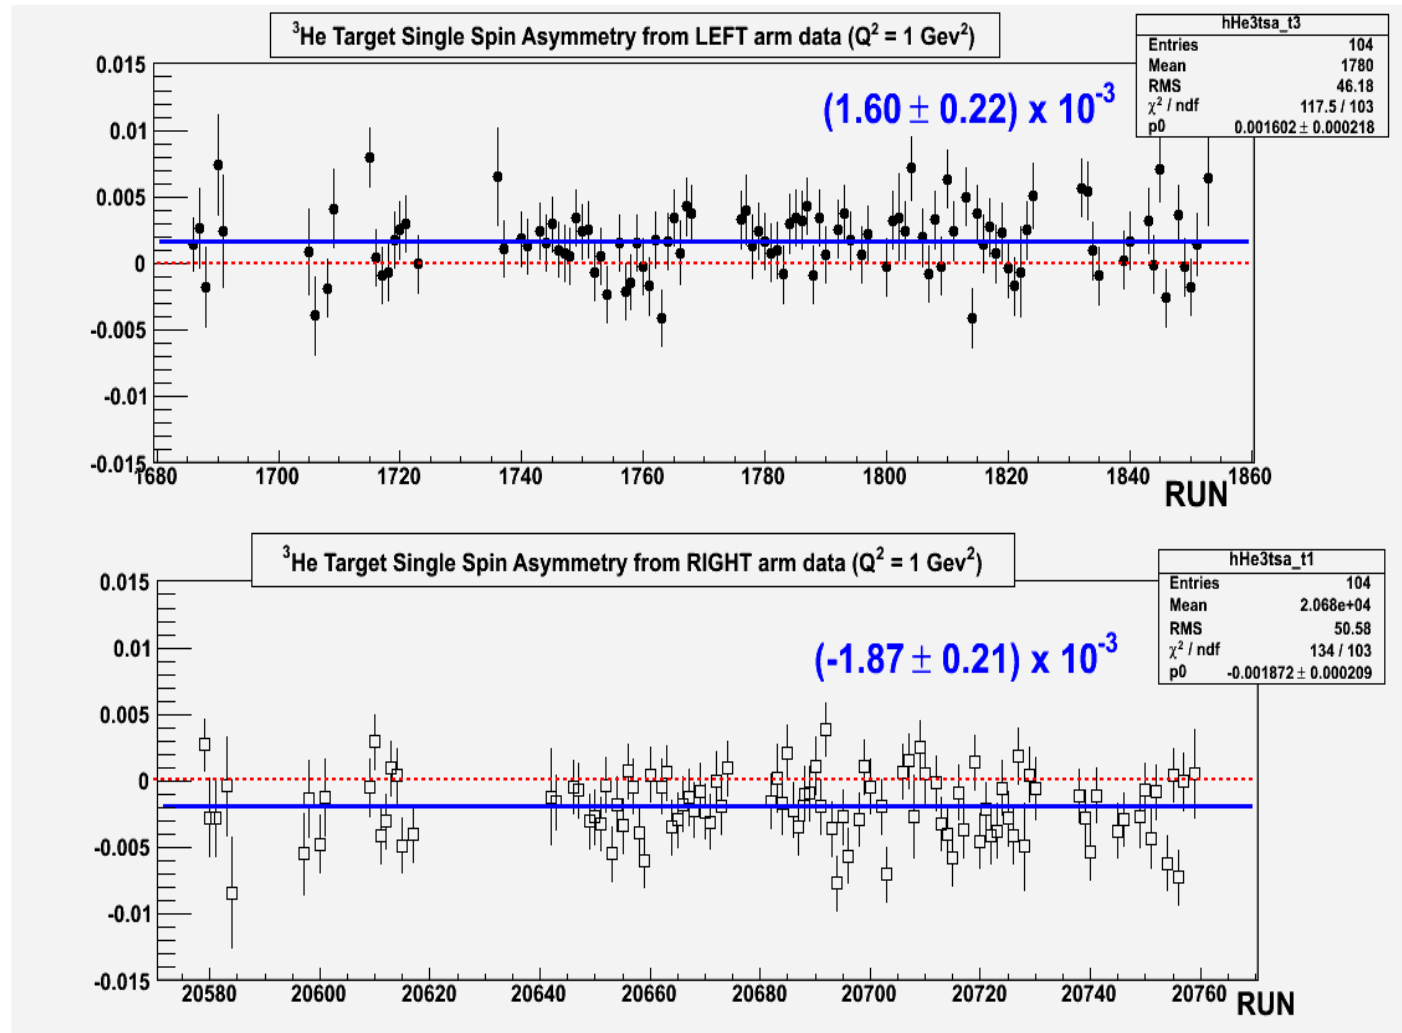 ³He Target Single Spin Asymmetry from LEFT arm data (Q² = 1 Gev²)
hHe3tsa_t3
Entries 104
Mean 1780
RMS 46.18
χ² / ndf 117.5 / 103
p0 0.001602 ± 0.000218
(1.60 ± 0.22) x 10⁻³
0.015
0.01
0.005
0
-0.005
-0.01
-0.015
1680 1700 1720 1740 1760 1780 1800 1820 1840 1860
RUN
³He Target Single Spin Asymmetry from RIGHT arm data (Q² = 1 Gev²)
hHe3tsa_t1
Entries 104
Mean 2.068e+04
RMS 50.58
χ² / ndf 134 / 103
p0 -0.001872 ± 0.000209
(-1.87 ± 0.21) x 10⁻³
0.015
0.01
0.005
0
-0.005
-0.01
-0.015
20580 20600 20620 20640 20660 20680 20700 20720 20740 20760
RUN